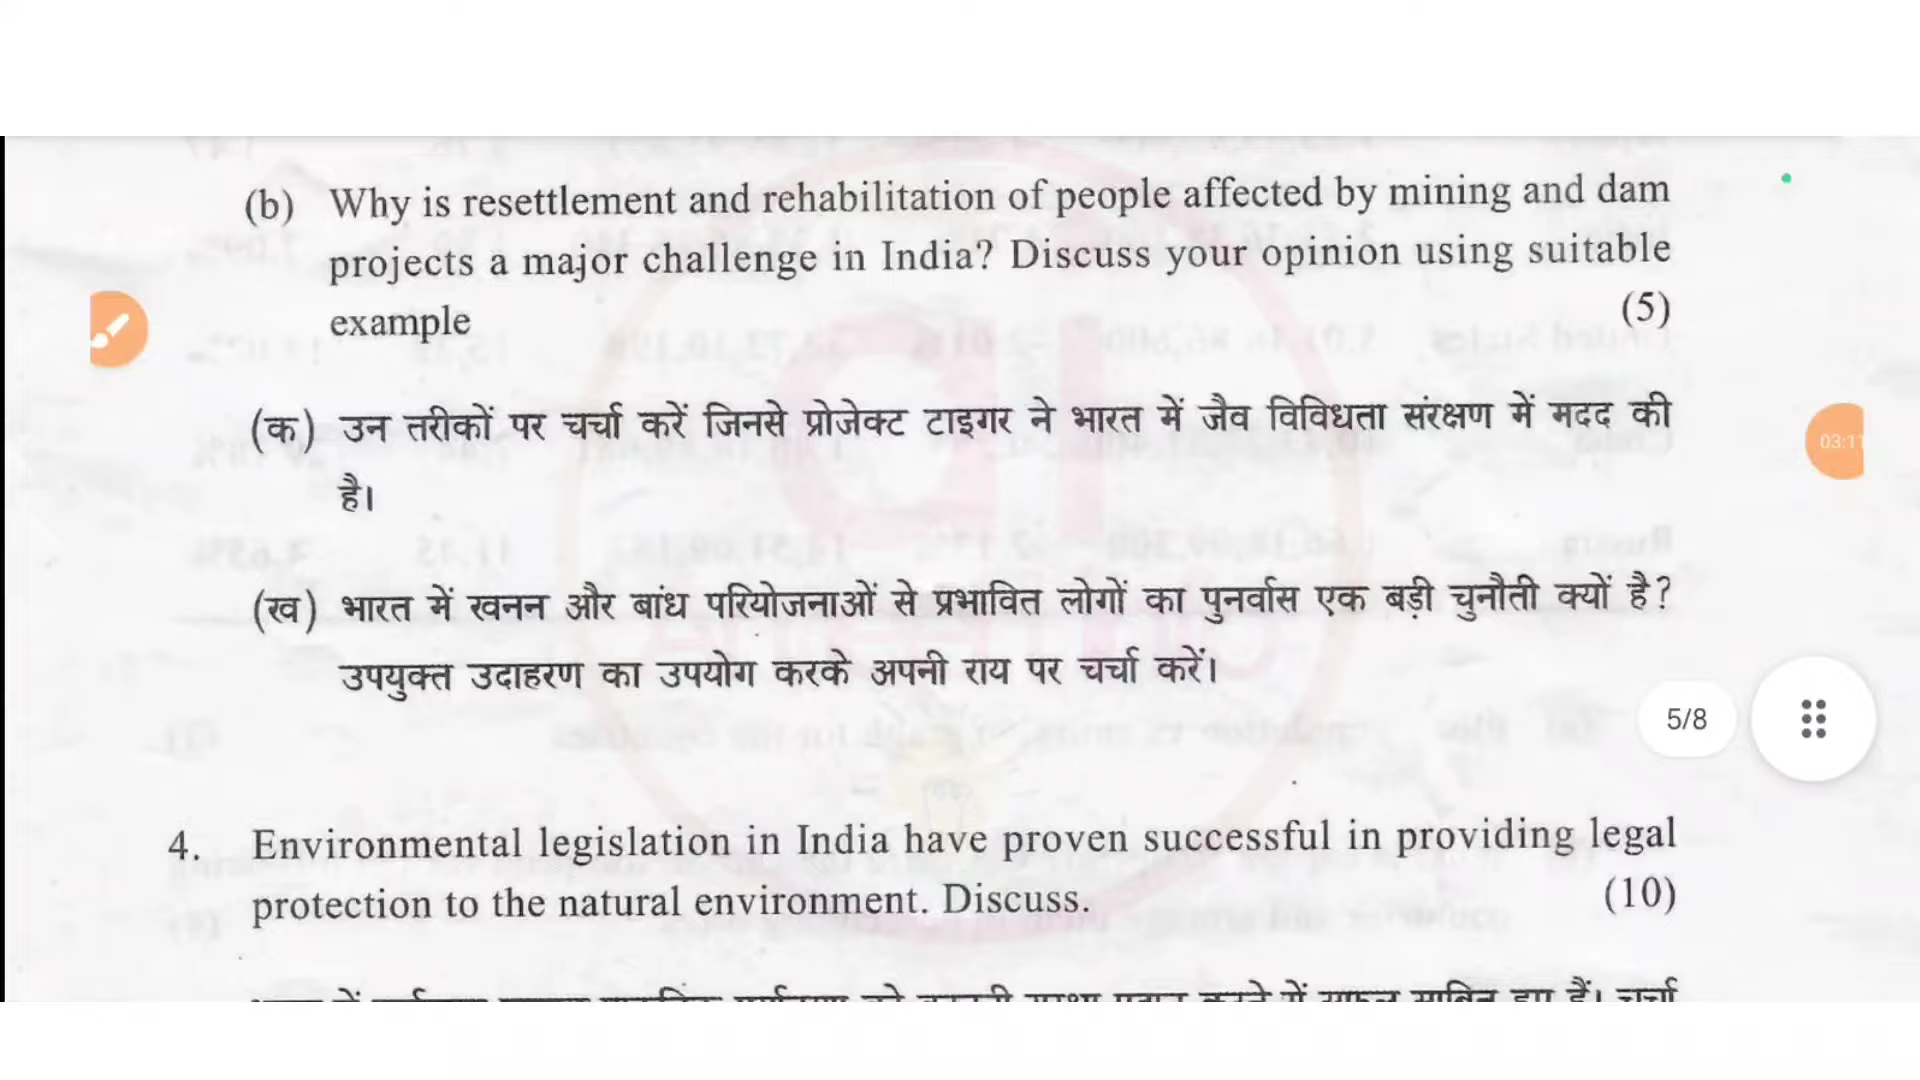 (b) Why is resettlement and rehabilitation of people affected by mining and dam
projects a major challenge in India? Discuss your opinion using suitable
example (5)
(क) उन तरीकों पर चर्चा करें जिनसे प्रोजेक्ट टाइगर ने भारत में जैव विविधता संरक्षण में मदद की
है।
03:11
(ख) भारत में खनन और बांध परियोजनाओं से प्रभावित लोगों का पुनर्वास एक बड़ी चुनौती क्यों है?
उपयुक्त उदाहरण का उपयोग करके अपनी राय पर चर्चा करें।
5/8
4. Environmental legislation in India have proven successful in providing legal
protection to the natural environment. Discuss. (10)